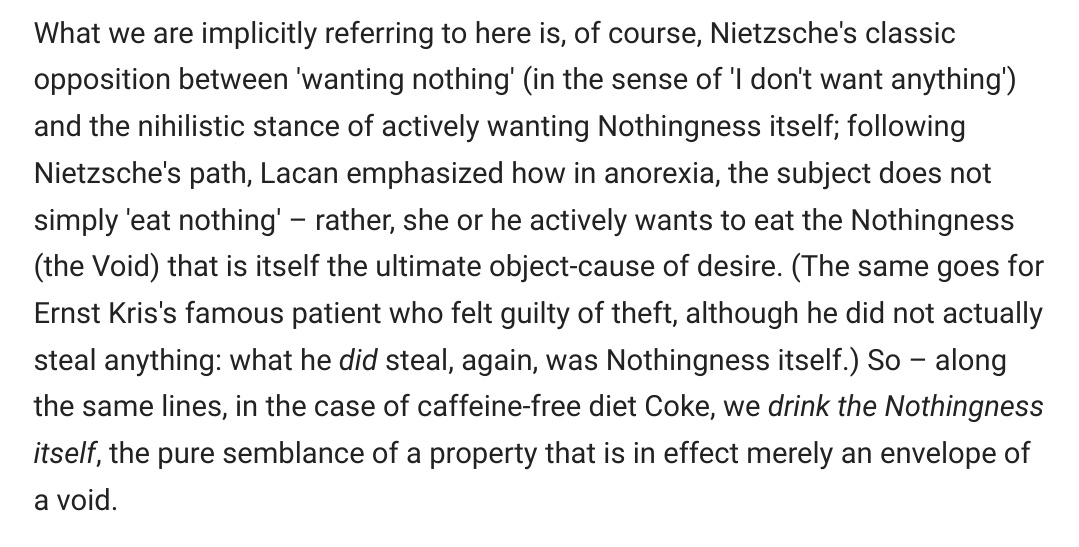 What we are implicitly referring to here is, of course, Nietzsche's classic
opposition between 'wanting nothing' (in the sense of 'I don't want anything')
and the nihilistic stance of actively wanting Nothingness itself; following
Nietzsche's path, Lacan emphasized how in anorexia, the subject does not
simply 'eat nothing' – rather, she or he actively wants to eat the Nothingness
(the Void) that is itself the ultimate object-cause of desire. (The same goes for
Ernst Kris's famous patient who felt guilty of theft, although he did not actually
steal anything: what he did steal, again, was Nothingness itself.) So – along
the same lines, in the case of caffeine-free diet Coke, we drink the Nothingness
itself, the pure semblance of a property that is in effect merely an envelope of
a void.